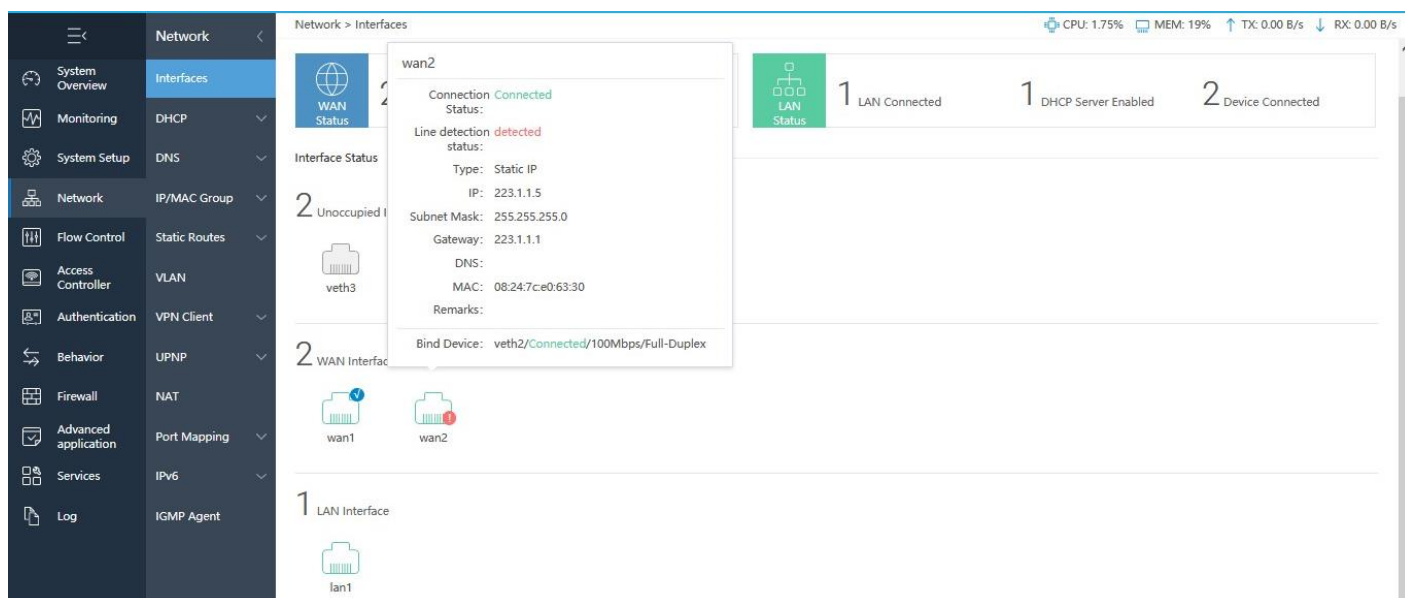 Network > Interfaces
CPU: 1.75% MEM: 19% TX: 0.00 B/s RX: 0.00 B/s
System Overview
Monitoring
System Setup
Network
Flow Control
Access Controller
Authentication
Behavior
Firewall
Advanced application
Services
Log
Network
Interfaces
DHCP
DNS
IP/MAC Group
Static Routes
VLAN
VPN Client
UPNP
NAT
Port Mapping
IPv6
IGMP Agent
WAN Status
wan2
Connection Status: Connected
Line detection status: detected
Type: Static IP
IP: 223.1.1.5
Subnet Mask: 255.255.255.0
Gateway: 223.1.1.1
DNS:
MAC: 08:24:7c:e0:63:30
Remarks:
Bind Device: veth2/Connected/100Mbps/Full-Duplex
LAN Status
1 LAN Connected
1 DHCP Server Enabled
2 Device Connected
Interface Status
2 Unoccupied
veth3
2 WAN
wan1
wan2
1 LAN Interface
lan1